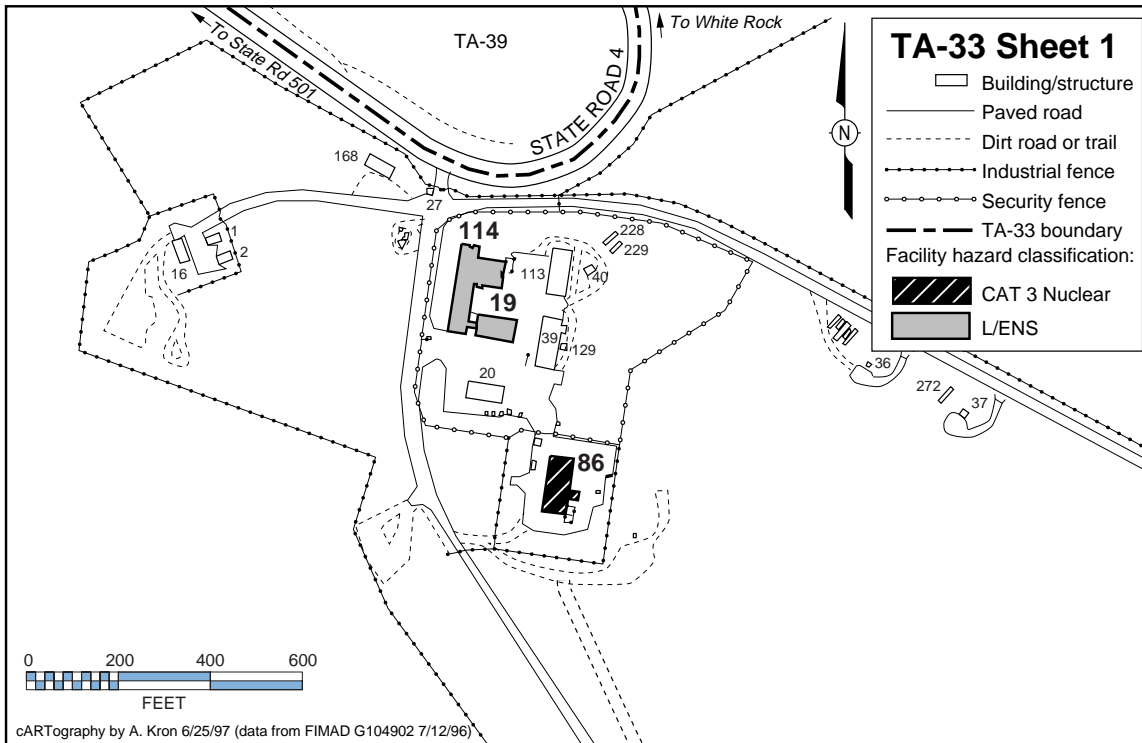 To White Rock
TA-39
To State Rd 501
STATE ROAD 4
TA-33 Sheet 1
Building/structure
Paved road
Dirt road or trail
Industrial fence
Security fence
TA-33 boundary
Facility hazard classification:
CAT 3 Nuclear
L/ENS
N
168
27
1
2
16
114
228
229
113
40
19
39
129
20
36
272
37
86
0 200 400 600
FEET
cARTography by A. Kron 6/25/97 (data from FIMAD G104902 7/12/96)